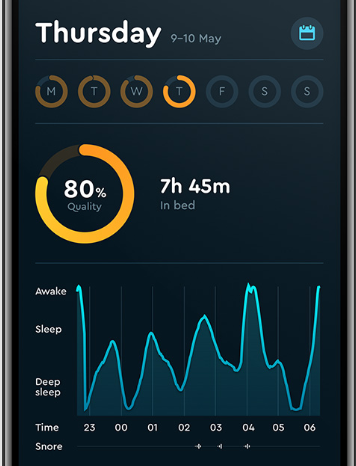 Thursday 9–10 May
M T W T F S S
80%
Quality
7h 45m
In bed
Awake
Sleep
Deep
sleep
Time 23 00 01 02 03 04 05 06
Snore